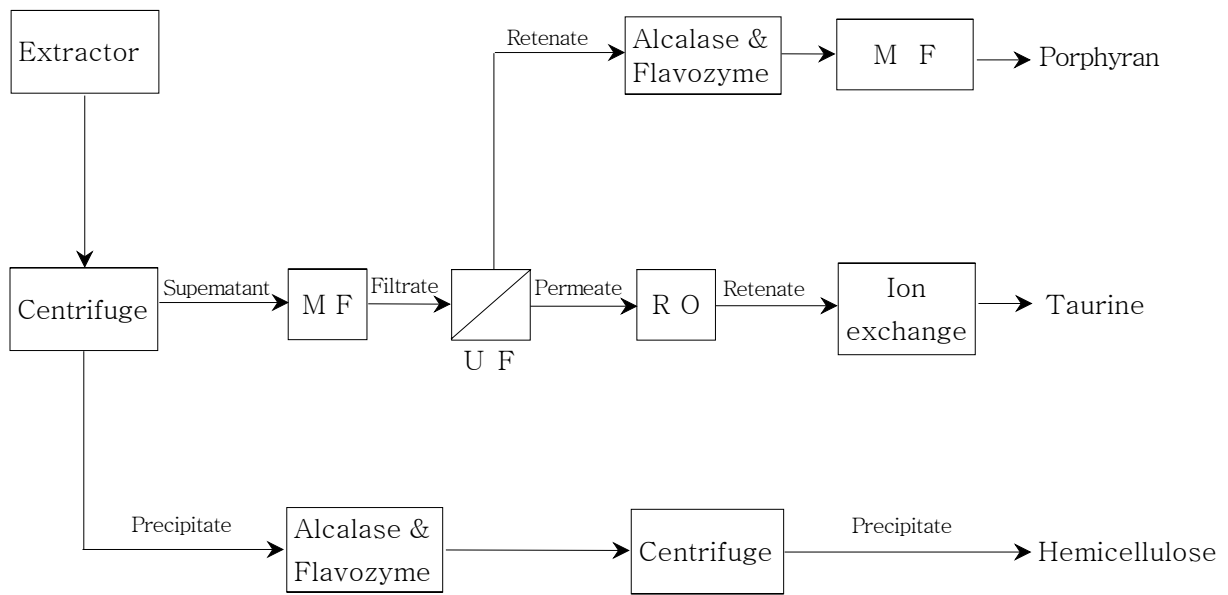 Extractor
Retenate
Alcalase &
Flavozyme
M F
Porphyran
Centrifuge
Supematant
M F
Filtrate
U F
Permeate
R O
Retenate
Ion
exchange
Taurine
Precipitate
Alcalase &
Flavozyme
Centrifuge
Precipitate
Hemicellulose